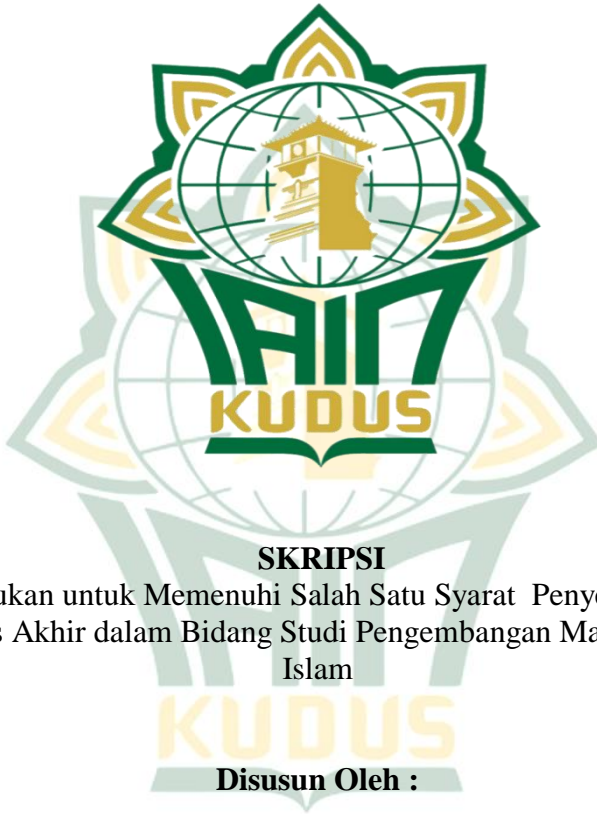 IAIN
KUDUS
SKRIPSI
ukan untuk Memenuhi Salah Satu Syarat Penye
s Akhir dalam Bidang Studi Pengembangan Ma
Islam
KUDUS
Disusun Oleh :